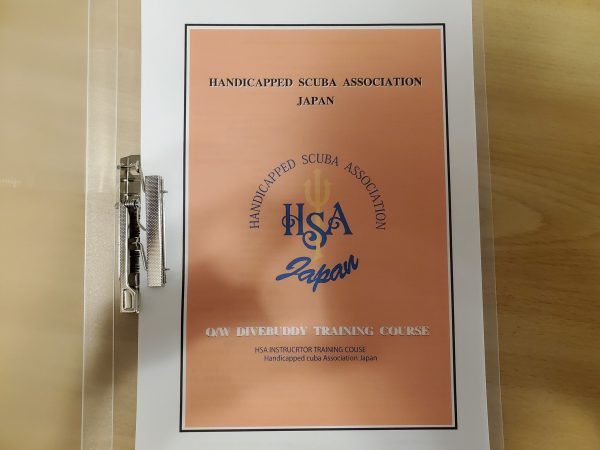 HANDICAPPED SCUBA ASSOCIATION
JAPAN
HANDICAPPED SCUBA ASSOCIATION
HSA
Japan
O/W DIVEBUDDY TRAINING COURSE
HSA INSTRUCRTOR TRAINING COUSE
Handicapped cuba Association Japan